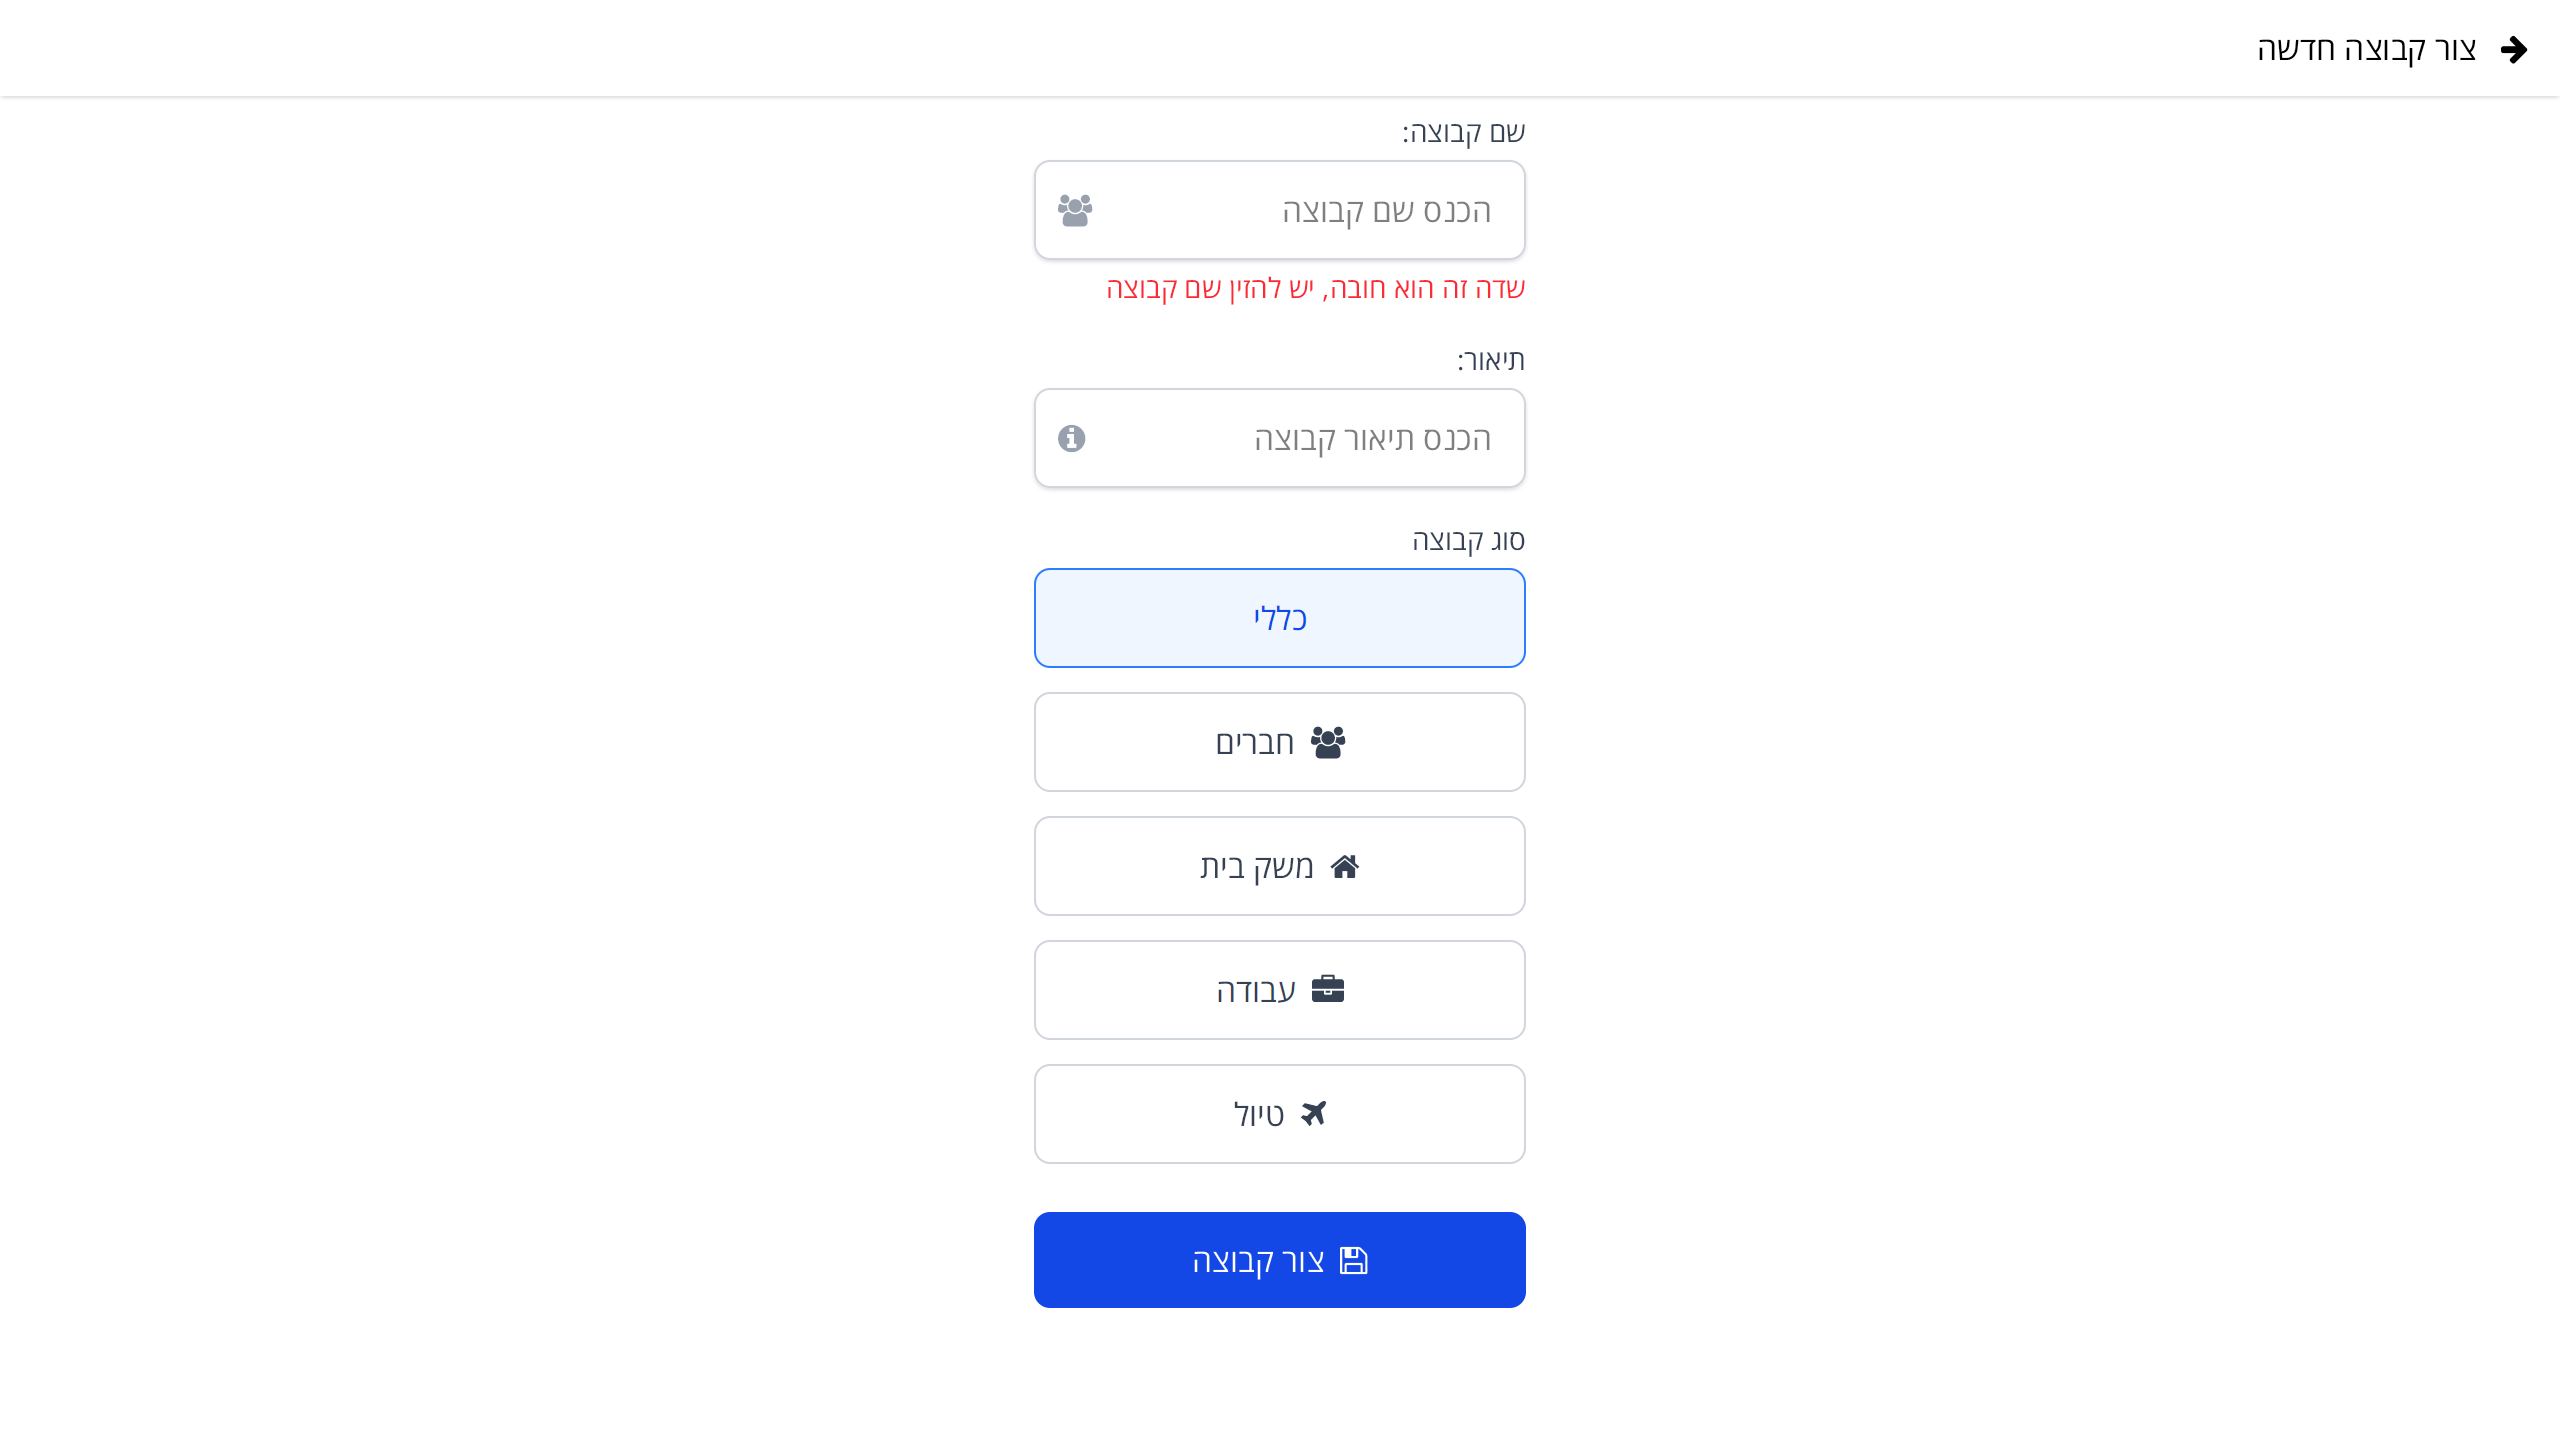 צור קבוצה חדשה
שם קבוצה:
הכנס שם קבוצה
שדה זה הוא חובה, יש להזין שם קבוצה
תיאור:
הכנס תיאור קבוצה
סוג קבוצה
כללי
חברים
משק בית
עבודה
טיול
צור קבוצה